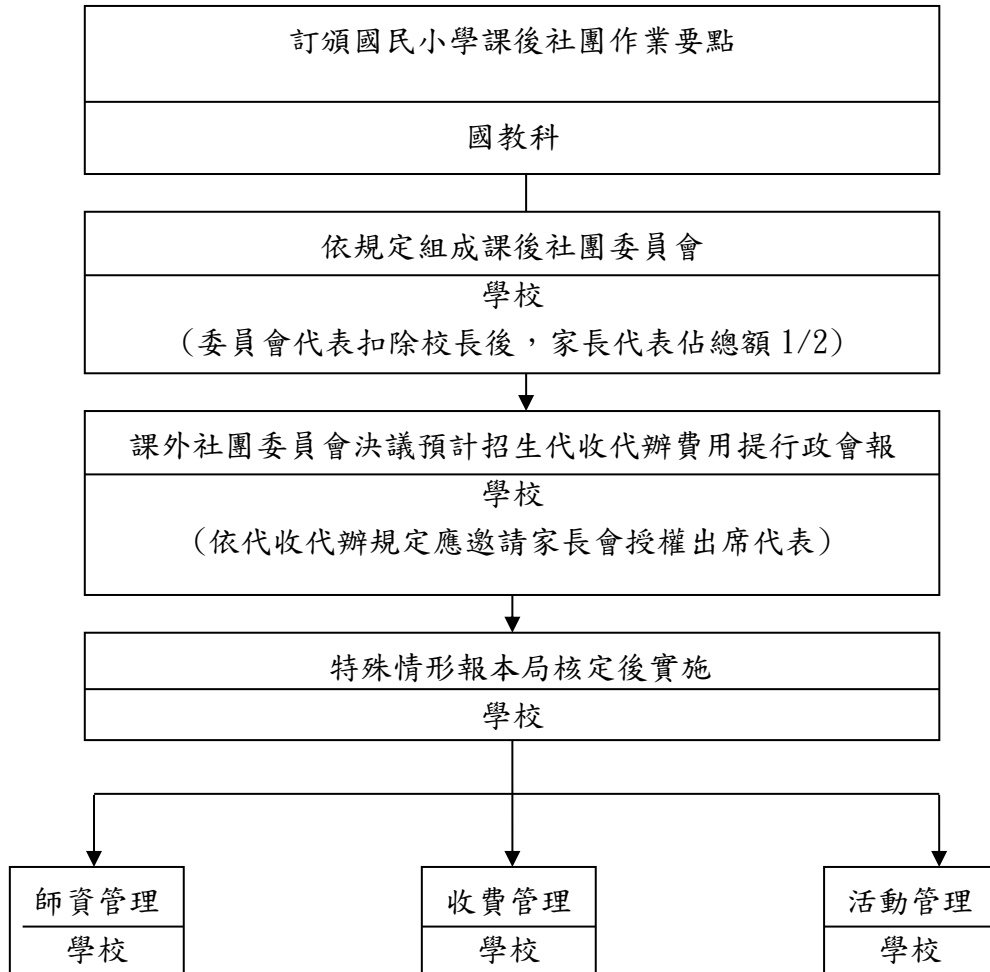 訂頒國民小學課後社團作業要點
國教科
依規定組成課後社團委員會
學校
（委員會代表扣除校長後，家長代表佔總額 1/2）
課外社團委員會決議預計招生代收代辦費用提行政會報
學校
（依代收代辦規定應邀請家長會授權出席代表）
特殊情形報本局核定後實施
學校
師資管理
學校
收費管理
學校
活動管理
學校